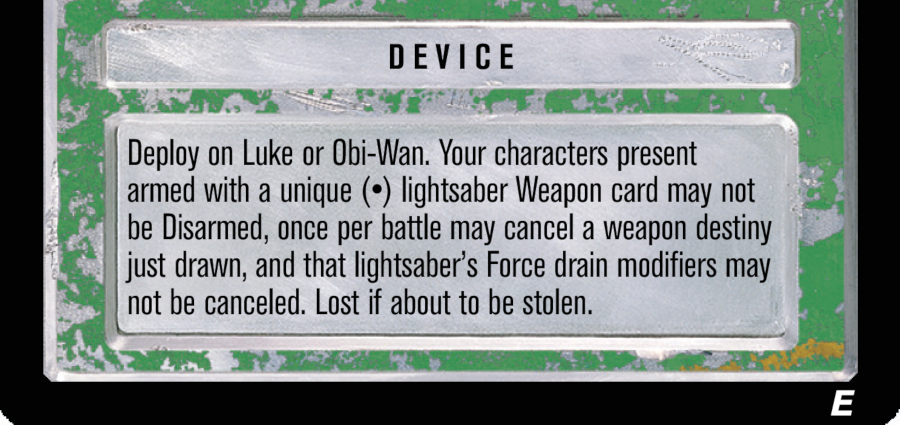 DEVICE
Deploy on Luke or Obi-Wan. Your characters present
armed with a unique (•) lightsaber Weapon card may not
be Disarmed, once per battle may cancel a weapon destiny
just drawn, and that lightsaber's Force drain modifiers may
not be canceled. Lost if about to be stolen.
E